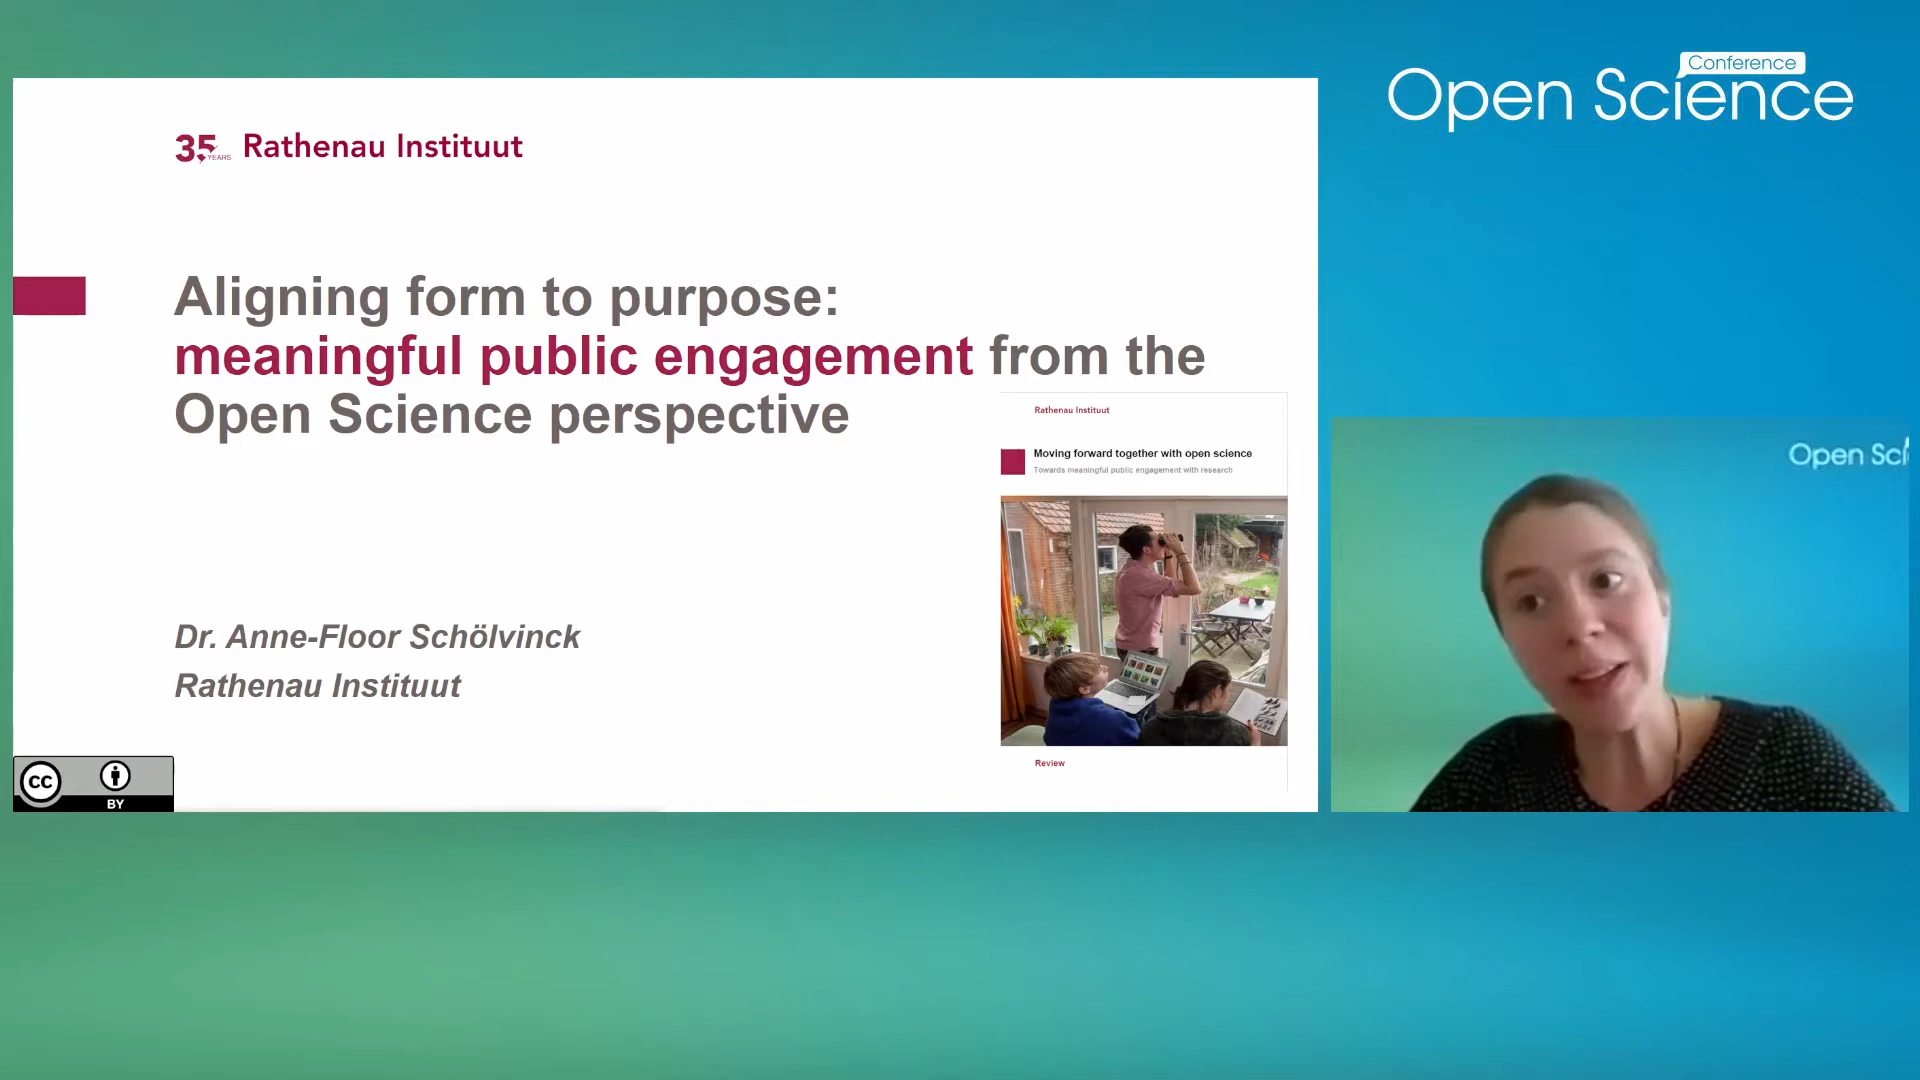 35 YEARS Rathenau Instituut
Aligning form to purpose:
meaningful public engagement from the
Open Science perspective
Dr. Anne-Floor Schölvinck
Rathenau Instituut
cc
BY
Rathenau Instituut
Moving forward together with open science
Towards meaningful public engagement with research
Review
Conference
Open Science
Open Sci